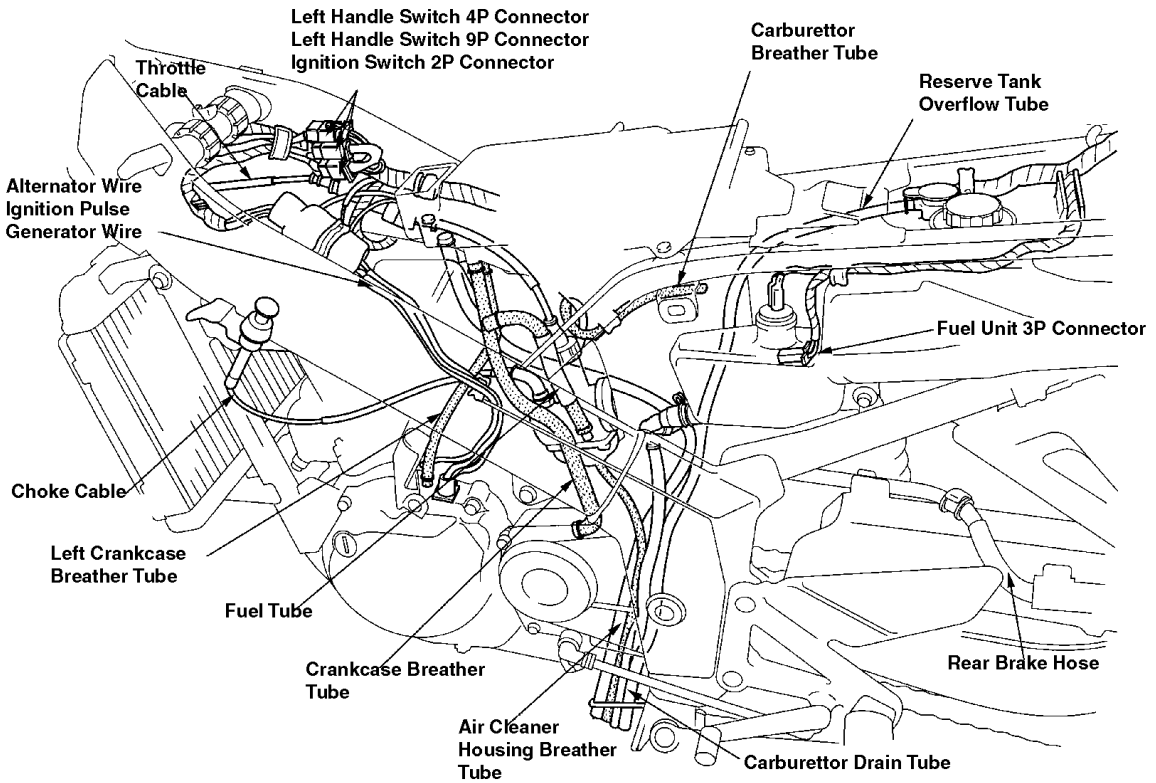 Left Handle Switch 4P Connector
Left Handle Switch 9P Connector
Ignition Switch 2P Connector
Carburettor
Breather Tube
Throttle
Cable
Reserve Tank
Overflow Tube
Alternator Wire
Ignition Pulse
Generator Wire
Fuel Unit 3P Connector
Choke Cable
Left Crankcase
Breather Tube
Fuel Tube
Crankcase Breather
Tube
Rear Brake Hose
Air Cleaner
Housing Breather
Tube
Carburettor Drain Tube